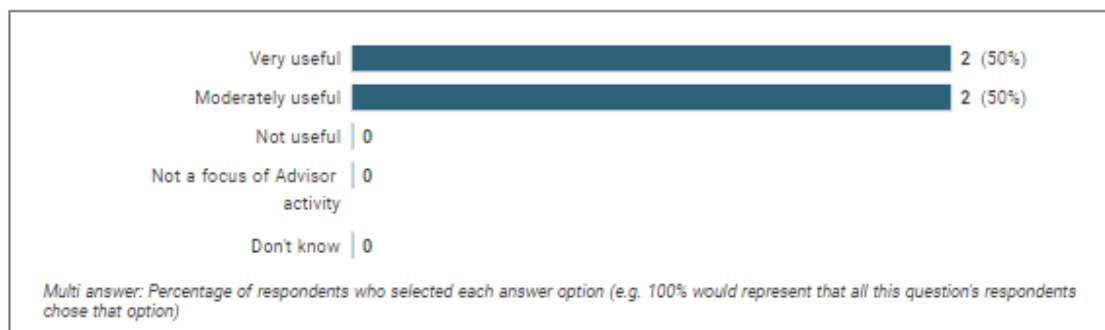 Very useful 2 (50%)
Moderately useful 2 (50%)
Not useful 0
Not a focus of Advisor 0
activity
Don't know 0
Multi answer: Percentage of respondents who selected each answer option (e.g. 100% would represent that all this question's respondents
chose that option)